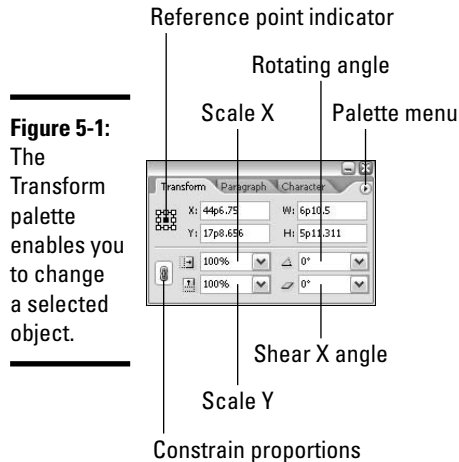 Reference point indicator
Rotating angle
Scale X
Palette menu
Figure 5-1:
The
Transform
palette
enables you
to change
a selected
object.
Transform Paragraph Character
X: 44p6.75 W: 6p10.5
Y: 17p8.656 H: 5p11.311
100% 0°
100% 0°
Shear X angle
Scale Y
Constrain proportions